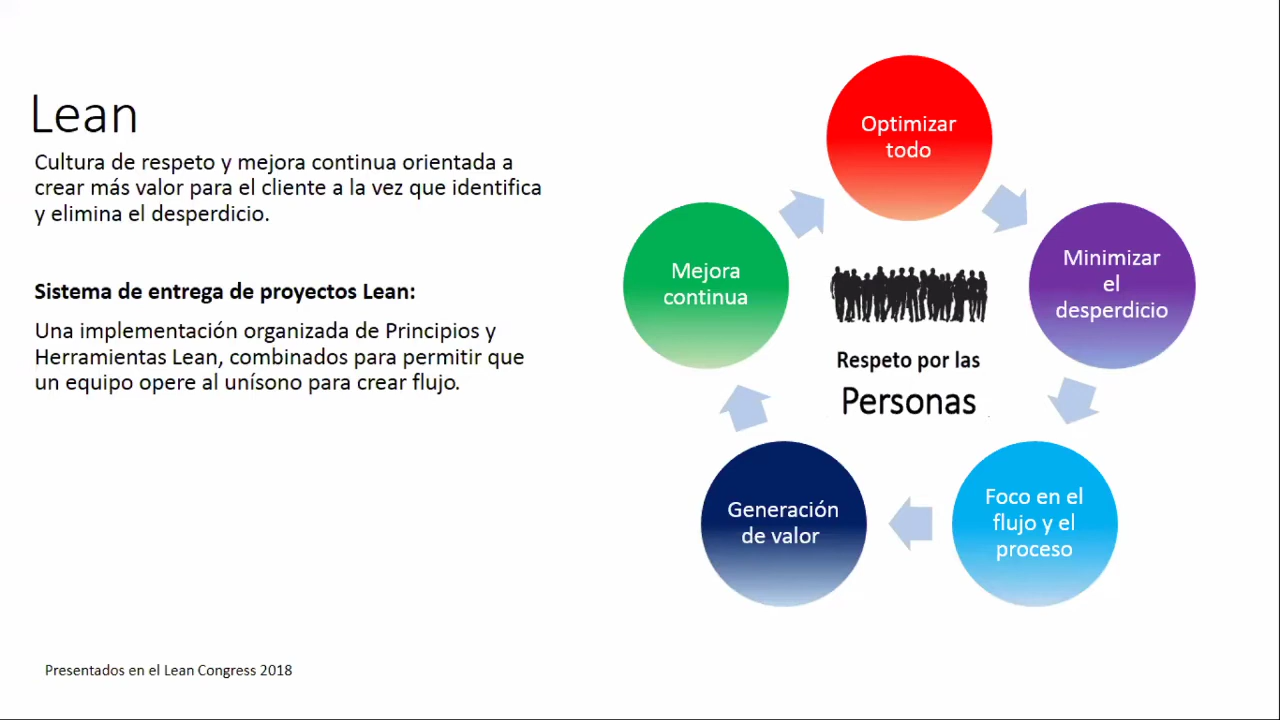 Lean
Cultura de respeto y mejora continua orientada a
crear más valor para el cliente a la vez que identifica
y elimina el desperdicio.
Sistema de entrega de proyectos Lean:
Una implementación organizada de Principios y
Herramientas Lean, combinados para permitir que
un equipo opere al unísono para crear flujo.
Optimizar
todo
Minimizar
el
desperdicio
Foco en el
flujo y el
proceso
Generación
de valor
Mejora
continua
Respeto por las
Personas
Presentados en el Lean Congress 2018